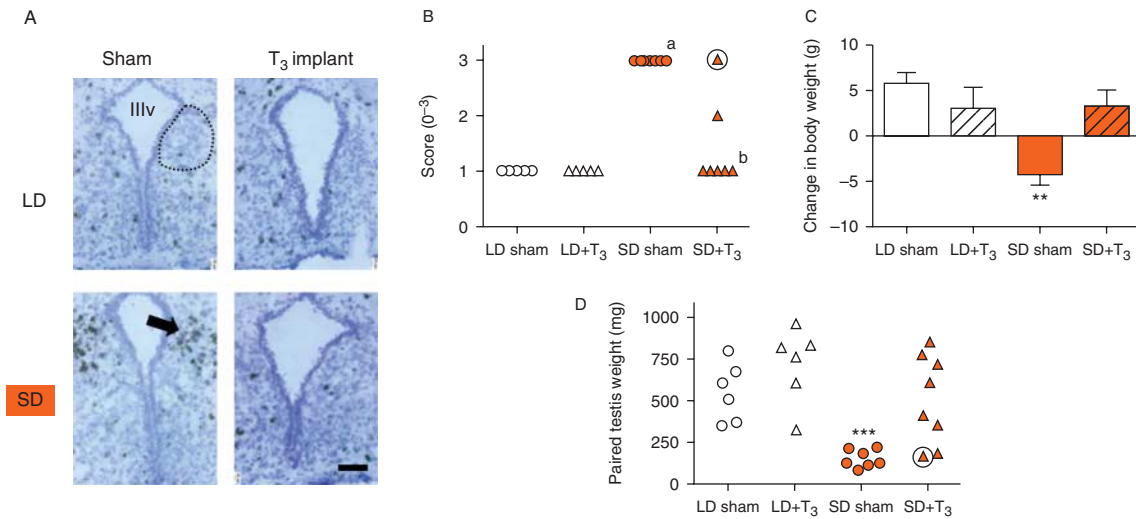 A
Sham
T3 implant
IIIv
LD
SD
B
Score (0–3)
3
2
1
0
a
b
LD sham
LD+T3
SD sham
SD+T3
C
Change in body weight (g)
10
5
0
–5
–10
**
LD sham
LD+T3
SD sham
SD+T3
D
Paired testis weight (mg)
1000
750
500
250
0
***
LD sham
LD+T3
SD sham
SD+T3